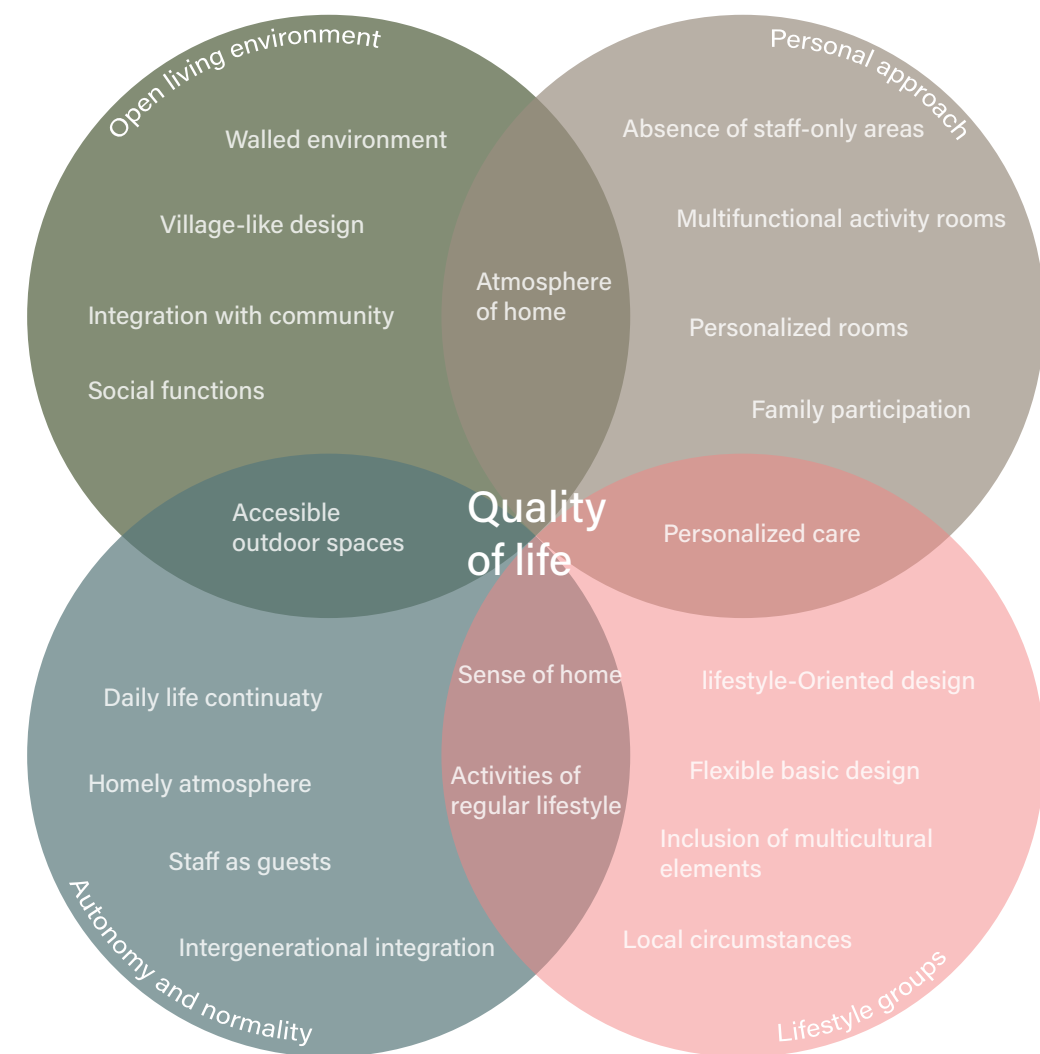 Open living environment
Walled environment
Village-like design
Integration with community
Social functions
Personal approach
Absence of staff-only areas
Multifunctional activity rooms
Personalized rooms
Family participation
Atmosphere
of home
Accesible
outdoor spaces
Quality
of life
Personalized care
Daily life continuaty
Homely atmosphere
Staff as guests
Intergenerational integration
Autonomy and normality
Sense of home
Activities of
regular lifestyle
lifestyle-Oriented design
Flexible basic design
Inclusion of multicultural
elements
Local circumstances
Lifestyle groups